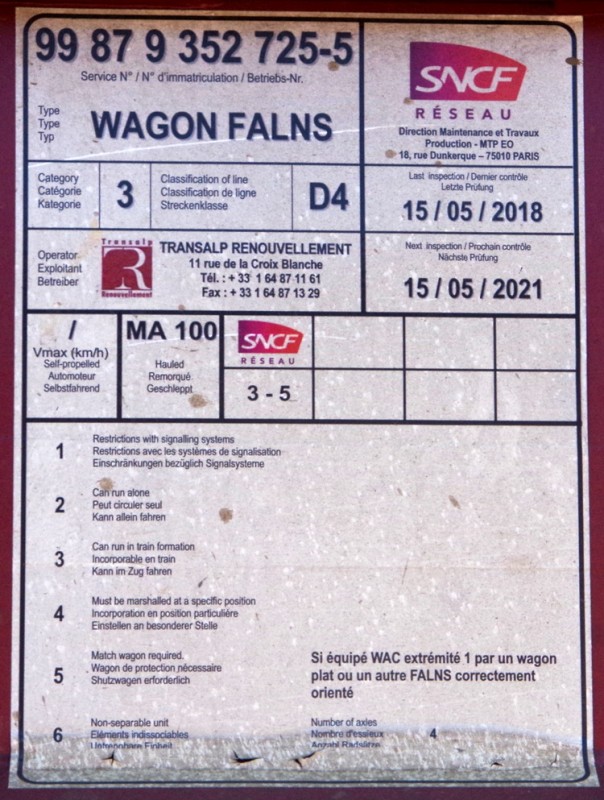 99 87 9 352 725-5
Service N° / N° d'immatriculation / Betriebs-Nr.
SNCF
RÉSEAU
Direction Maintenance et Travaux
Production - MTP EO
18, rue Dunkerque – 75010 PARIS
Type
Type
Typ
WAGON FALNS
Category
Catégorie
Kategorie
3
Classification of line
Classification de ligne
Streckenklasse
D4
Last inspection / Dernier contrôle
Letzte Prüfung
15 / 05 / 2018
Operator
Exploitant
Betreiber
Transalp
R
Renouvellement
TRANSALP RENOUVELLEMENT
11 rue de la Croix Blanche
Tél. : + 33 1 64 87 11 61
Fax : + 33 1 64 87 13 29
Next inspection / Prochain contrôle
Nächste Prüfung
15 / 05 / 2021
/
Vmax (km/h)
Self-propelled
Automoteur
Selbstfahrend
MA 100
Hauled
Remorqué
Geschleppt
SNCF
RÉSEAU
3 - 5
1
Restrictions with signalling systems
Restrictions avec les systèmes de signalisation
Einschränkungen bezüglich Signalsysteme
2
Can run alone
Peut circuler seul
Kann allein fahren
3
Can run in train formation
Incorporable en train
Kann im Zug fahren
4
Must be marshalled at a specific position
Incorporation en position particulière
Einstellen an besonderer Stelle
5
Match wagon required.
Wagon de protection nécessaire
Shutzwagen erforderlich
Si équipé WAC extrémité 1 par un wagon
plat ou un autre FALNS correctement
orienté
6
Non-separable unit
Eléments indissociables
Untrennbare Einheit
Number of axles
Nombre d'essieux
Anzahl Radsätze
4